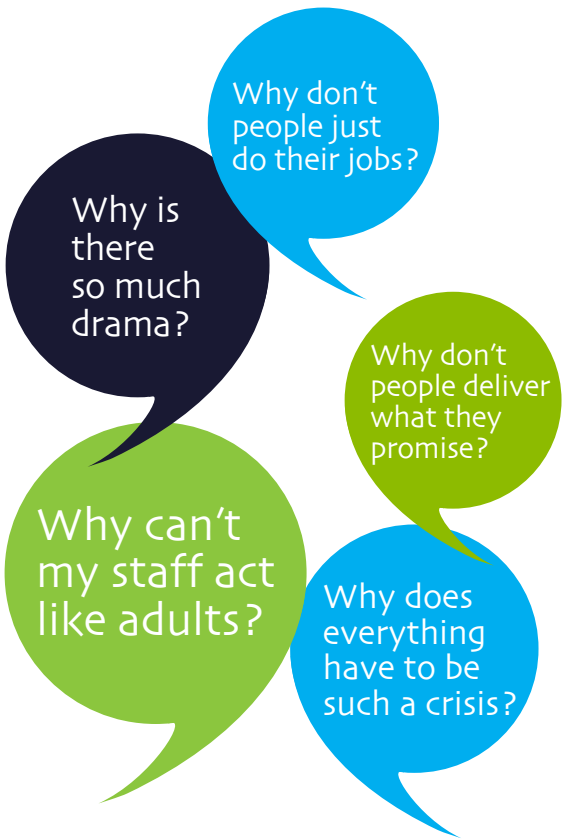 Why don't
people just
do their jobs?
Why is
there
so much
drama?
Why don't
people deliver
what they
promise?
Why can't
my staff act
like adults?
Why does
everything
have to be
such a crisis?